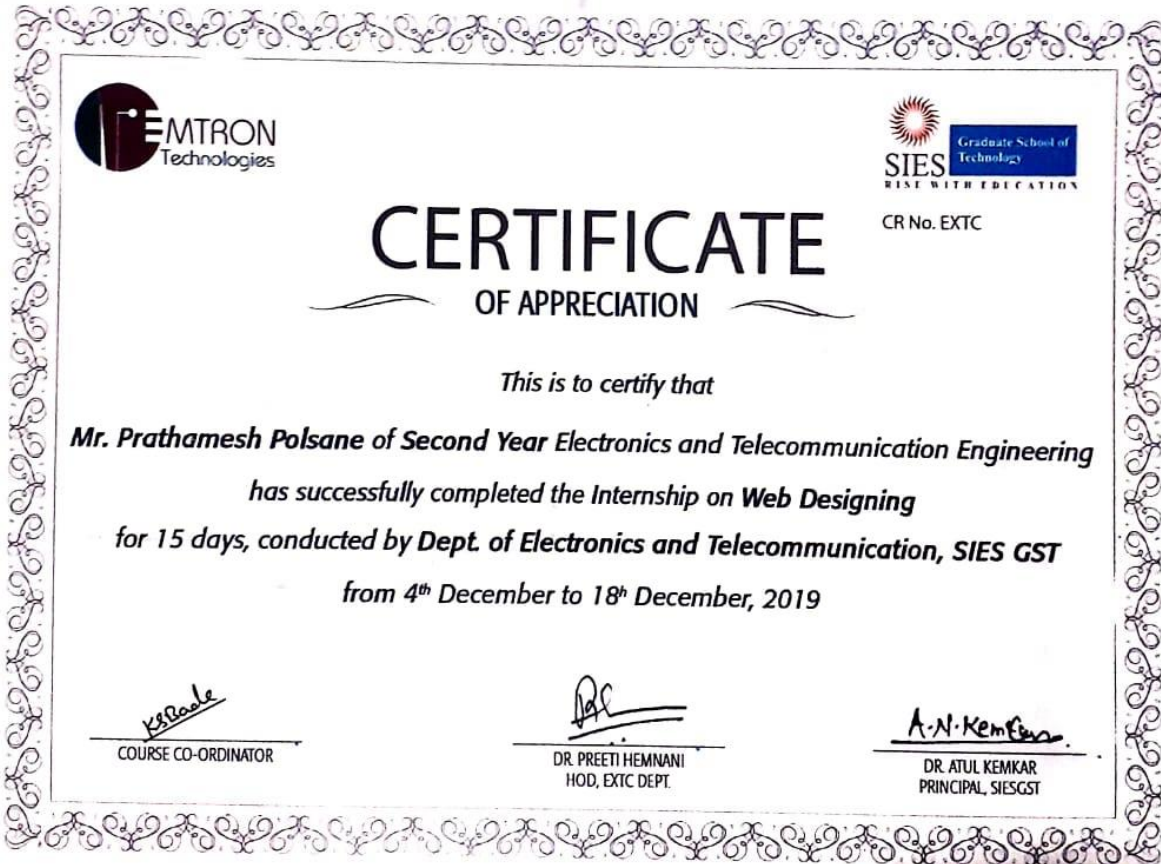 EMTRON
Technologies
SIES
Graduate School of
Technology
RISE WITH EDUCATION
CR No. EXTC
CERTIFICATE
OF APPRECIATION
This is to certify that
Mr. Prathamesh Polsane of Second Year Electronics and Telecommunication Engineering
has successfully completed the Internship on Web Designing
for 15 days, conducted by Dept. of Electronics and Telecommunication, SIES GST
from 4th December to 18h December, 2019
KSBade
COURSE CO-ORDINATOR
DR. PREETI HEMNANI
HOD, EXTC DEPT.
A.N.Kemkar
DR. ATUL KEMKAR
PRINCIPAL, SIESGST